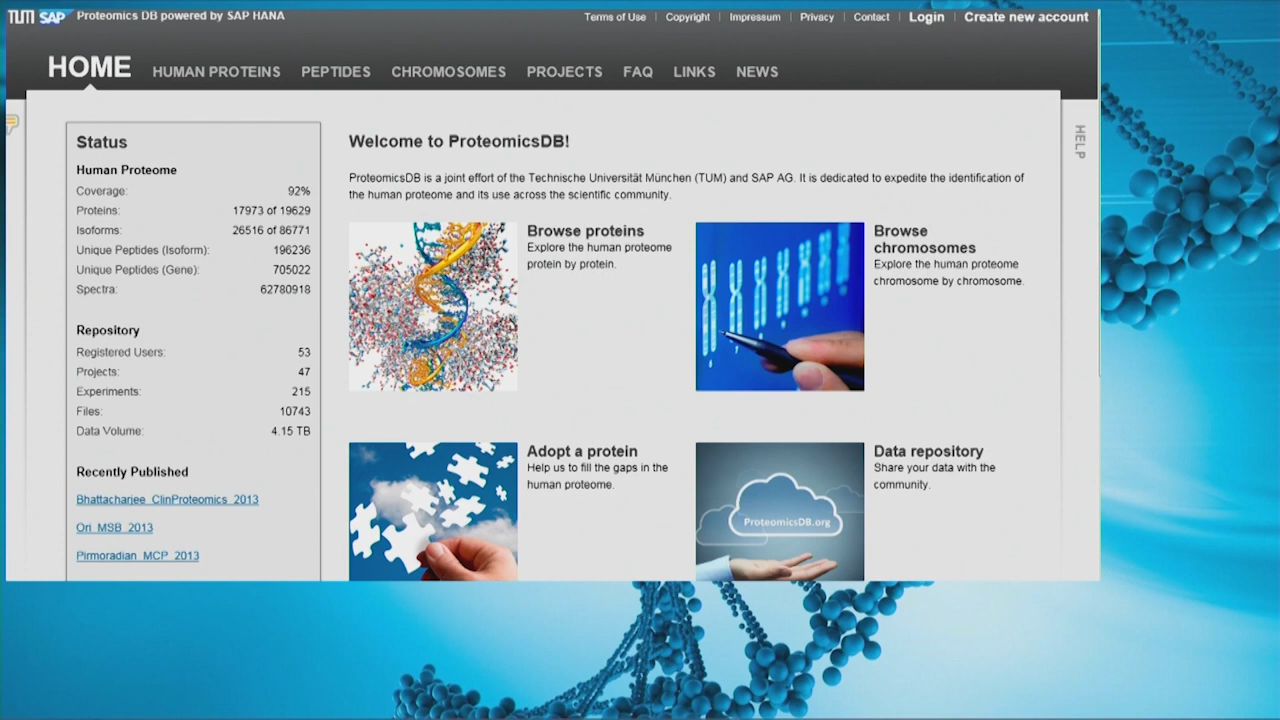 TUM SAP Proteomics DB powered by SAP HANA
Terms of Use | Copyright | Impressum | Privacy | Contact | Login | Create new account
HOME HUMAN PROTEINS PEPTIDES CHROMOSOMES PROJECTS FAQ LINKS NEWS
HELP
Status
Human Proteome
Coverage: 92%
Proteins: 17973 of 19629
Isoforms: 26516 of 86771
Unique Peptides (Isoform): 196236
Unique Peptides (Gene): 705022
Spectra: 62780918
Repository
Registered Users: 53
Projects: 47
Experiments: 215
Files: 10743
Data Volume: 4.15 TB
Recently Published
Bhattacharjee_ClinProteomics_2013
Ori_MSB_2013
Pirmoradian_MCP_2013
Welcome to ProteomicsDB!
ProteomicsDB is a joint effort of the Technische Universität München (TUM) and SAP AG. It is dedicated to expedite the identification of
the human proteome and its use across the scientific community.
Browse proteins
Explore the human proteome
protein by protein.
Browse
chromosomes
Explore the human proteome
chromosome by chromosome.
Adopt a protein
Help us to fill the gaps in the
human proteome.
ProteomicsDB.org
Data repository
Share your data with the
community.